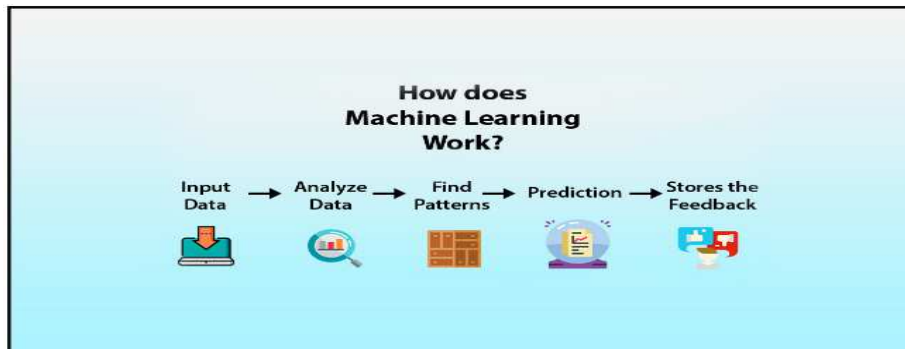 How does
Machine Learning
Work?
Input
Data
Analyze
Data
Find
Patterns
Prediction
Stores the
Feedback